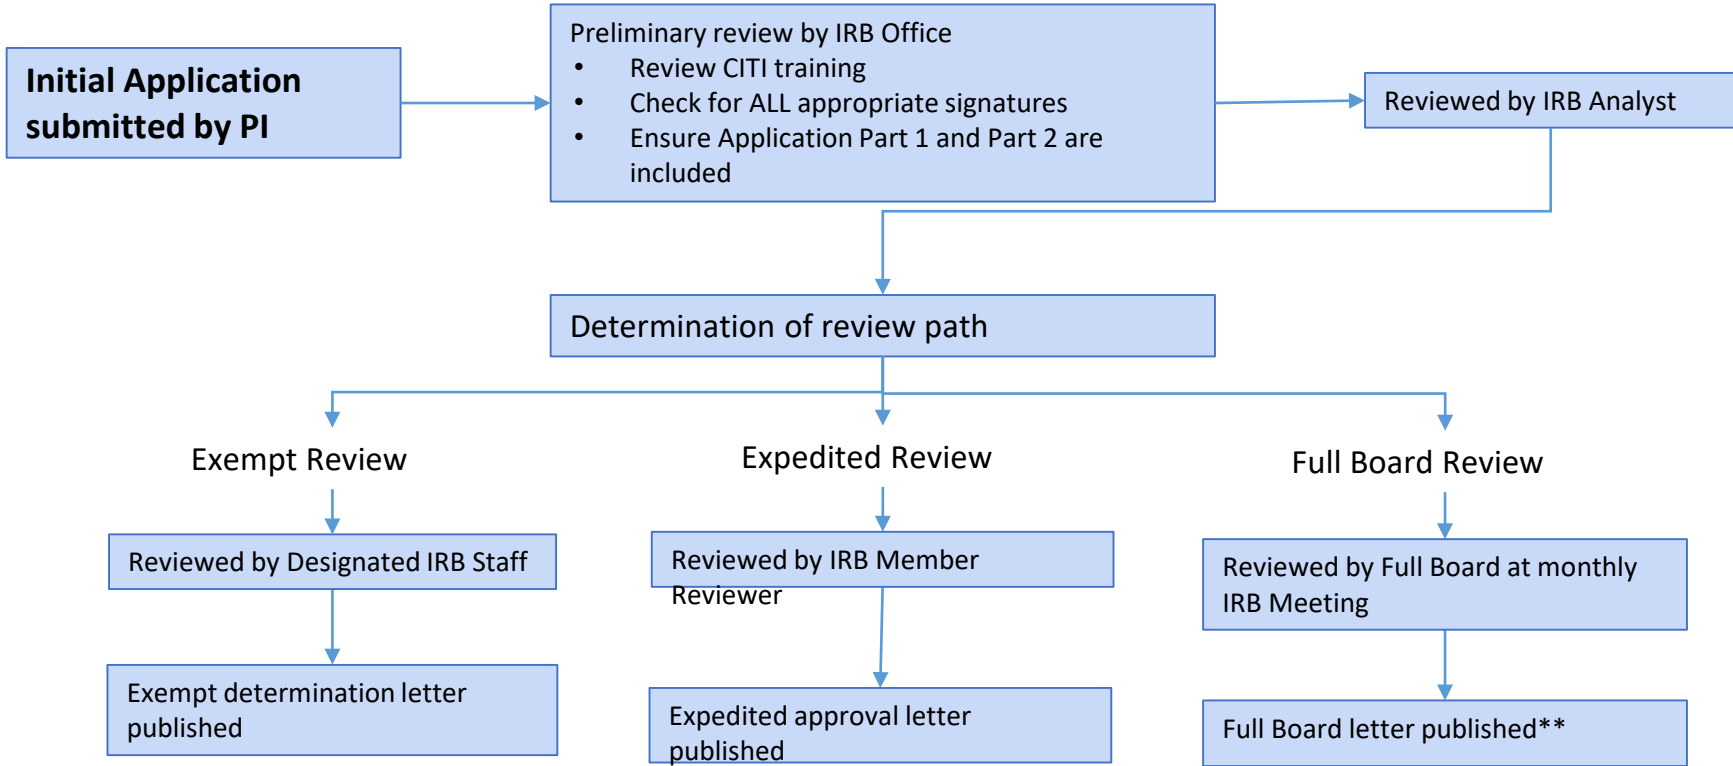 Initial Application
submitted by PI
Preliminary review by IRB Office
• Review CITI training
• Check for ALL appropriate signatures
• Ensure Application Part 1 and Part 2 are
included
Reviewed by IRB Analyst
Determination of review path
Exempt Review
Expedited Review
Full Board Review
Reviewed by Designated IRB Staff
Reviewed by IRB Member
Reviewer
Reviewed by Full Board at monthly
IRB Meeting
Exempt determination letter
published
Expedited approval letter
published
Full Board letter published**